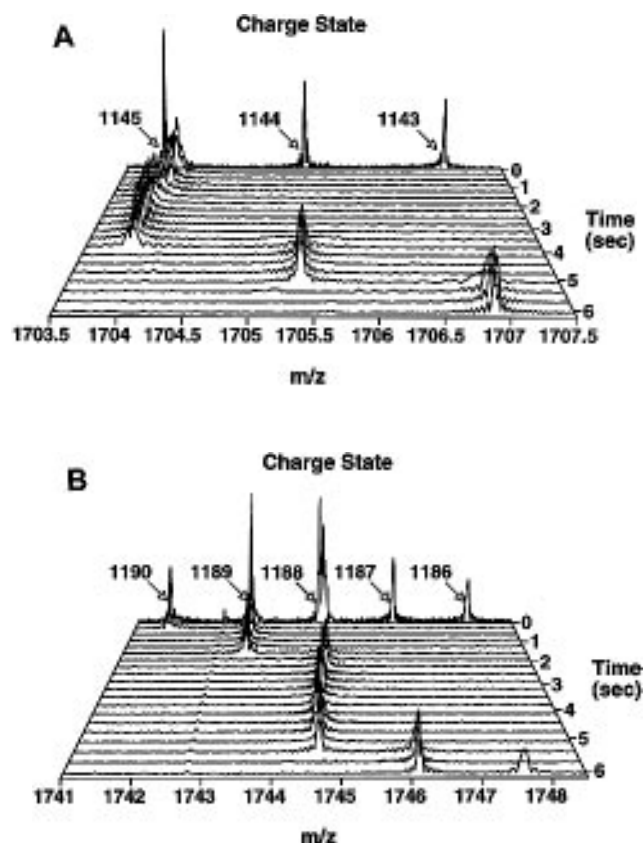 A
Charge State
1145
1144
1143
0
1
2
3
4
5
6
Time
(sec)
1703.5 1704 1704.5 1705 1705.5 1706 1706.5 1707 1707.5
m/z
B
Charge State
1190
1189
1188
1187
1186
0
1
2
3
4
5
6
Time
(sec)
1741 1742 1743 1744 1745 1746 1747 1748
m/z